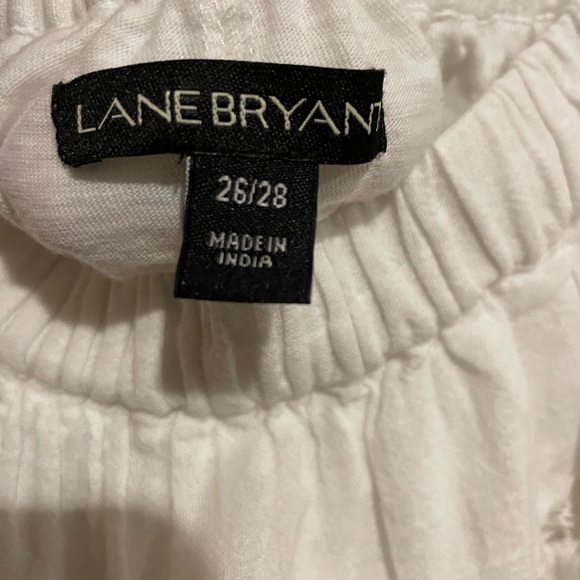 LANE BRYANT
26/28
MADE IN
INDIA